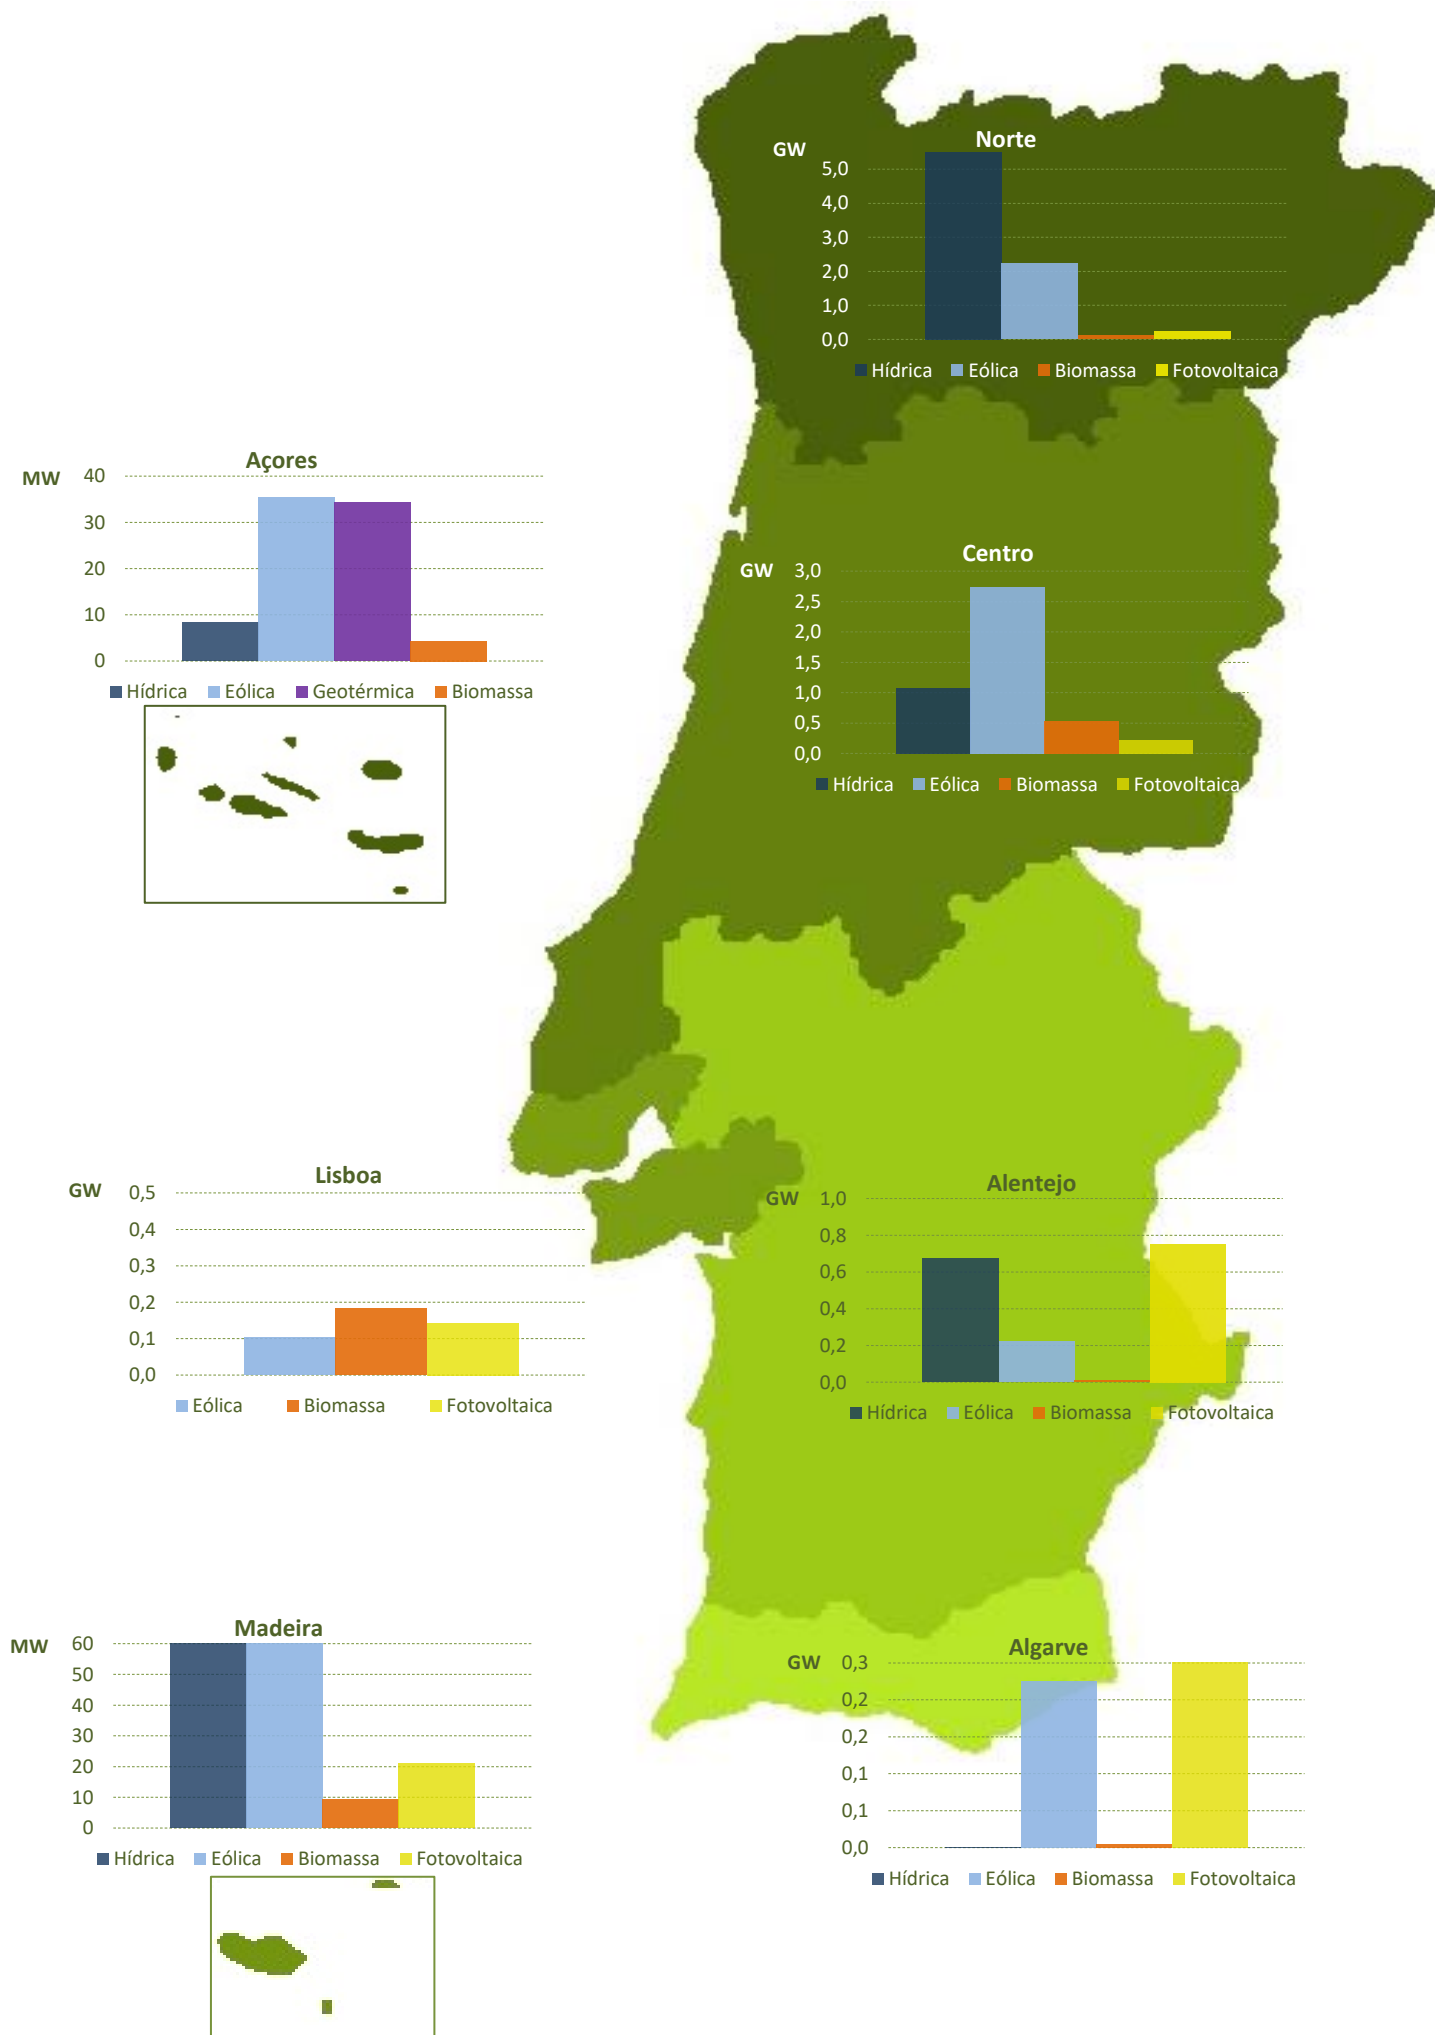 Norte
GW
5,0
4,0
3,0
2,0
1,0
0,0
Hídrica Eólica Biomassa Fotovoltaica
Açores
MW
40
30
20
10
0
Hídrica Eólica Geotérmica Biomassa
Centro
GW
3,0
2,5
2,0
1,5
1,0
0,5
0,0
Hídrica Eólica Biomassa Fotovoltaica
Lisboa
GW
0,5
0,4
0,3
0,2
0,1
0,0
Eólica Biomassa Fotovoltaica
Alentejo
GW
1,0
0,8
0,6
0,4
0,2
0,0
Hídrica Eólica Biomassa Fotovoltaica
Madeira
MW
60
50
40
30
20
10
0
Hídrica Eólica Biomassa Fotovoltaica
Algarve
GW
0,3
0,2
0,2
0,1
0,1
0,0
Hídrica Eólica Biomassa Fotovoltaica